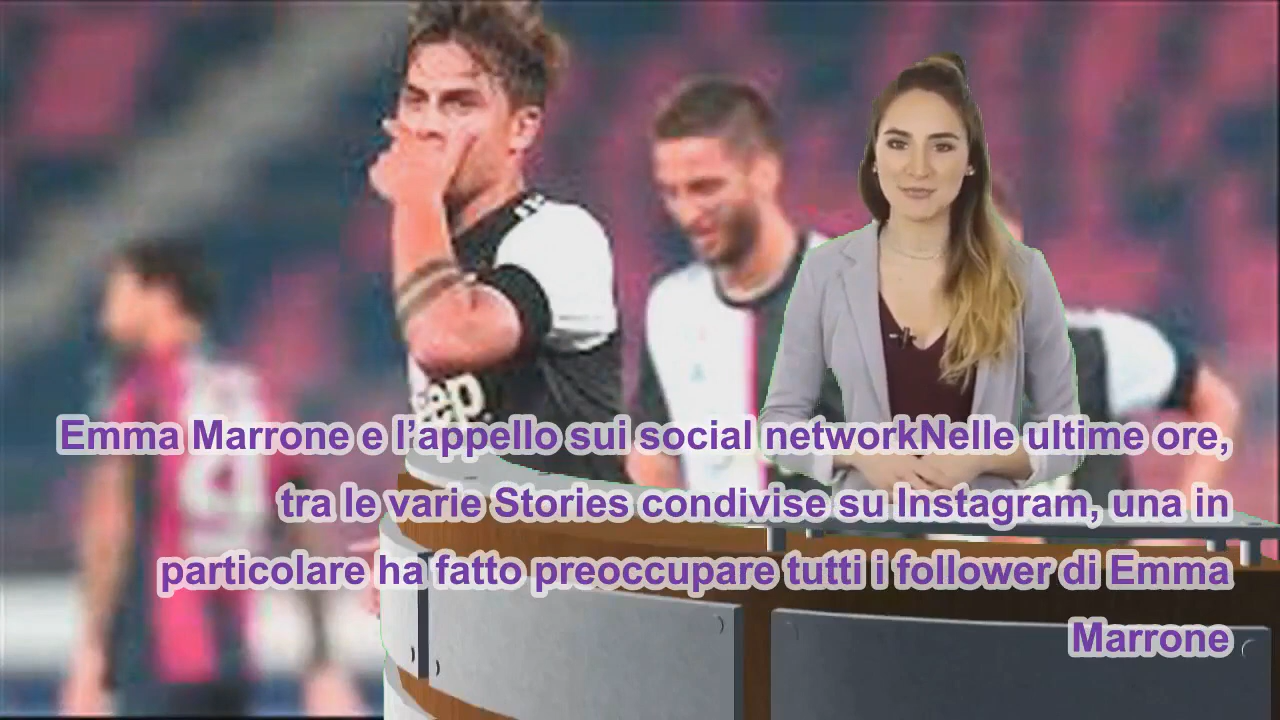 Emma Marrone e l’appello sui social networkNelle ultime ore,
tra le varie Stories condivise su Instagram, una in
particolare ha fatto preoccupare tutti i follower di Emma
Marrone
eep